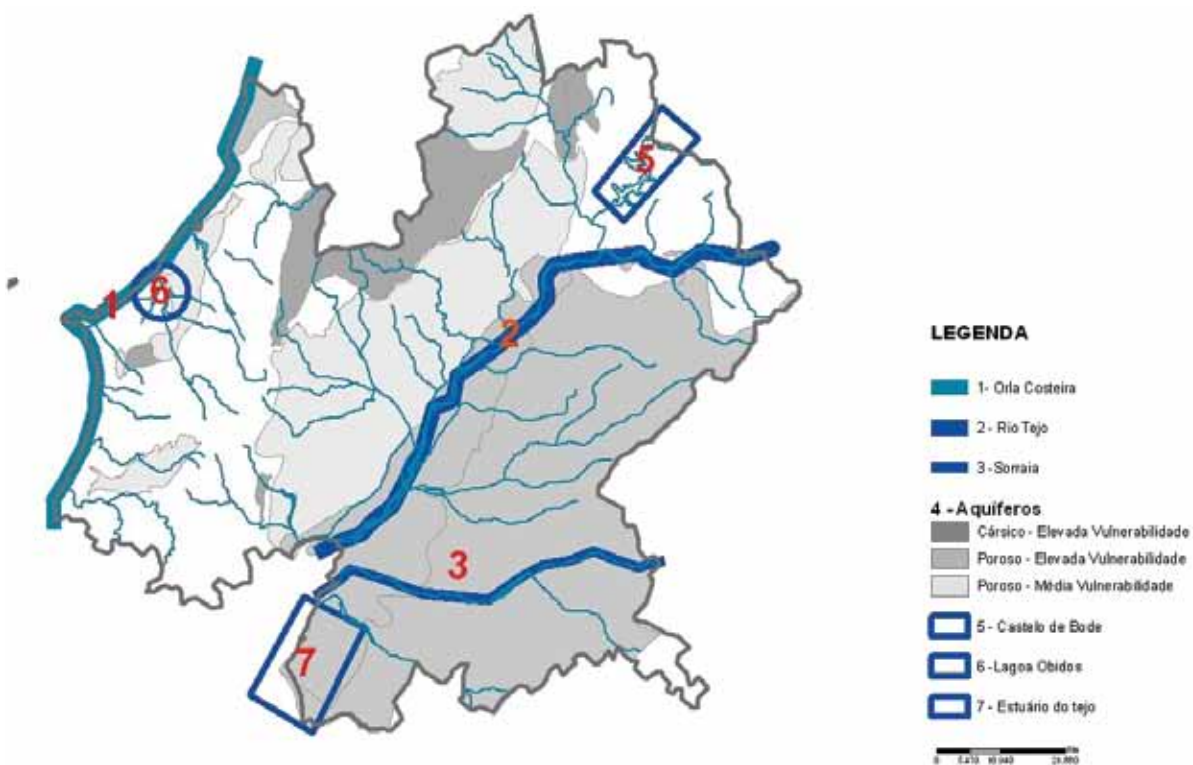 1
6
2
5
3
7
LEGENDA
1- Orla Costeira
2 - Rio Tejo
3 -Sorraia
4 - Aquíferos
Cársico - Elevada Vulnerabilidade
Poroso - Elevada Vulnerabilidade
Poroso - Média Vulnerabilidade
5 - Castelo de Bode
6 -Lagoa Obidos
7 - Estuário do tejo
0